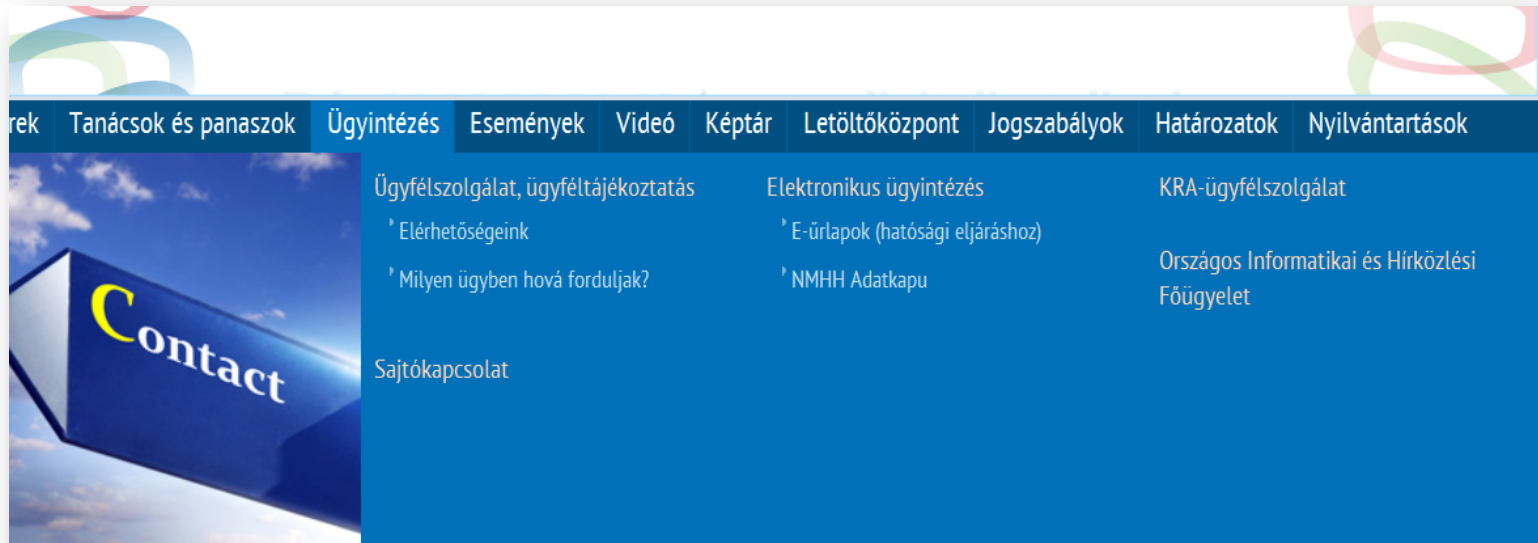 rek Tanácsok és panaszok Ügyintézés Események Videó Képtár Letöltőközpont Jogszabályok Határozatok Nyilvántartások
Contact
Ügyfélszolgálat, ügyféltájékoztatás
Elérhetőségeink
Milyen ügyben hová forduljak?
Sajtókapcsolat
Elektronikus ügyintézés
E-űrlapok (hatósági eljáráshoz)
NMHH Adatkapu
KRA-ügyfélszolgálat
Országos Informatikai és Hírközlési
Főügyelet